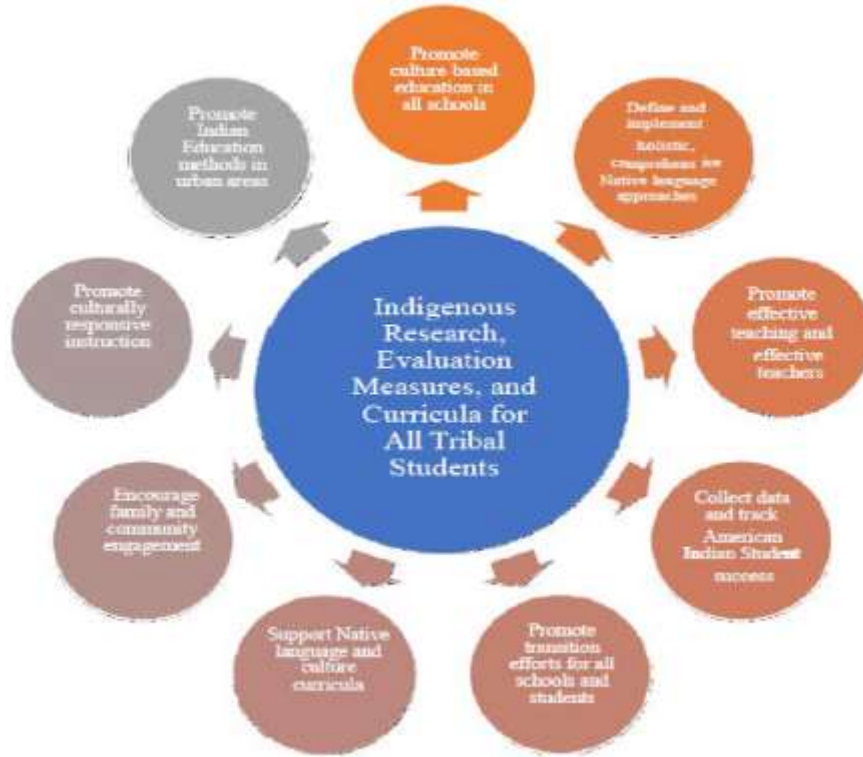 Promote
culture based
education in
all schools
Define and
implement
holistic,
comprehensive
Native language
approaches
Promote
effective
teaching and
effective
teachers
Collect data
and track
American
Indian Student
success
Promote
transition
efforts for all
schools and
students
Support Native
language and
culture
curricula
Encourage
family and
community
engagement
Promote
culturally
responsive
instruction
Promote
Indian
Education
methods in
urban areas
Indigenous
Research,
Evaluation
Measures, and
Curricula for
All Tribal
Students